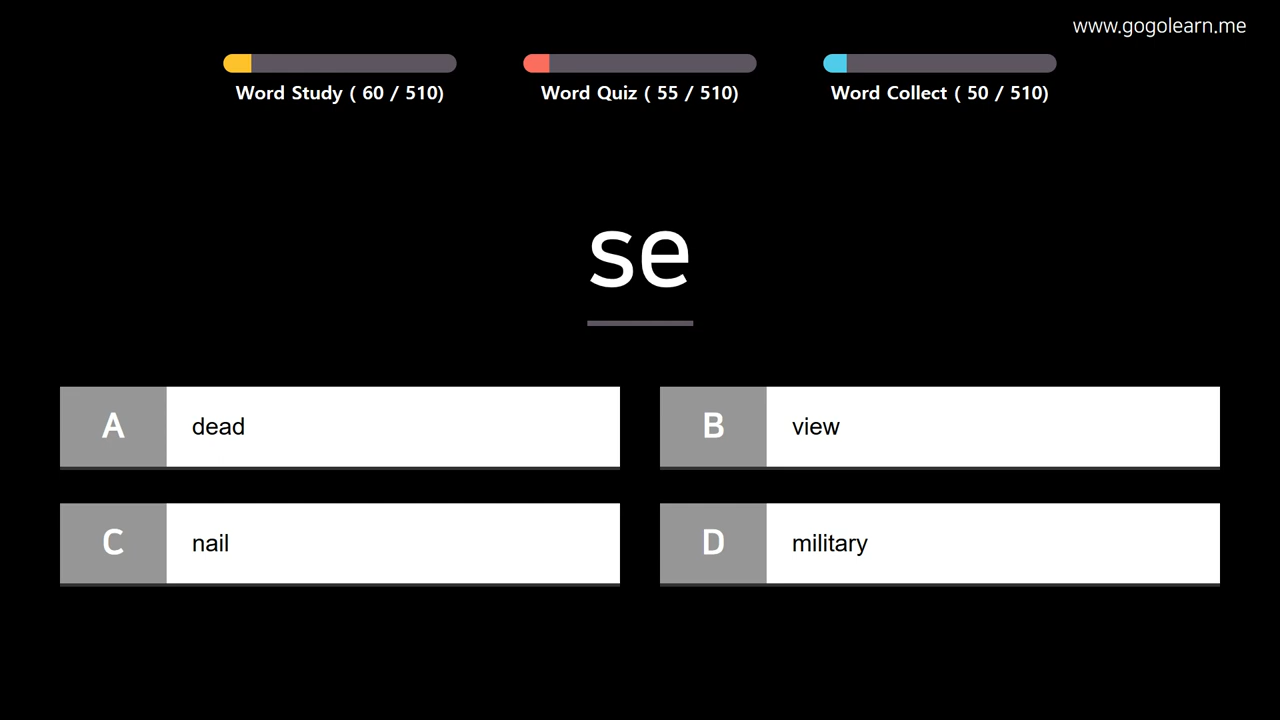 www.gogolearn.me
Word Study ( 60 / 510)
Word Quiz ( 55 / 510)
Word Collect ( 50 / 510)
se
A dead
B view
C nail
D military